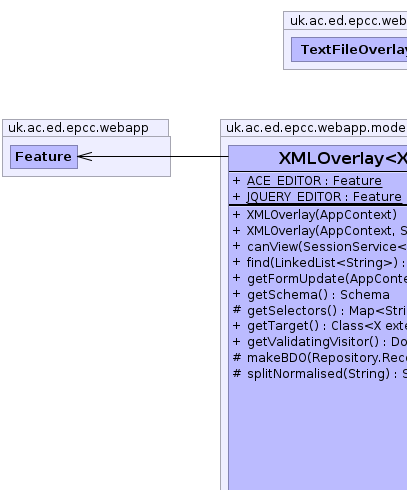 uk.ac.ed.epcc.web
TextFileOverlay
uk.ac.ed.epcc.webapp
Feature
uk.ac.ed.epcc.webapp.mode
XMLOverlay<X
+ ACE_EDITOR : Feature
+ JQUERY_EDITOR : Feature
+ XMLOverlay(AppContext)
+ XMLOverlay(AppContext, S
+ canView(SessionService<
+ find(LinkedList<String>) :
+ getFormUpdate(AppConte
+ getSchema() : Schema
# getSelectors() : Map<Stri
+ getTarget() : Class<X exte
+ getValidatingVisitor() : Do
# makeBDO(Repository.Reco
# splitNormalised(String) : S